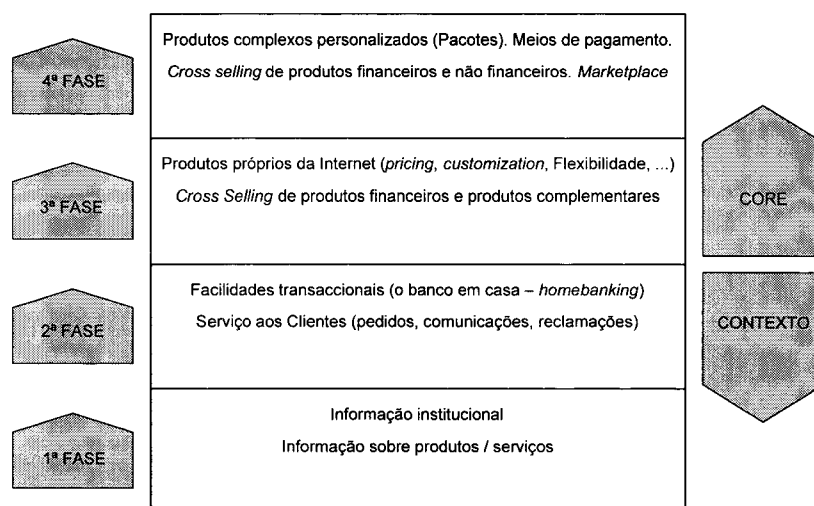 4ª FASE
Produtos complexos personalizados (Pacotes). Meios de pagamento.
Cross selling de produtos financeiros e não financeiros. Marketplace
3ª FASE
Produtos próprios da Internet (pricing, customization, Flexibilidade, ...)
Cross Selling de produtos financeiros e produtos complementares
CORE
2ª FASE
Facilidades transaccionais (o banco em casa – homebanking)
Serviço aos Clientes (pedidos, comunicações, reclamações)
CONTEXTO
1ª FASE
Informação institucional
Informação sobre produtos / serviços